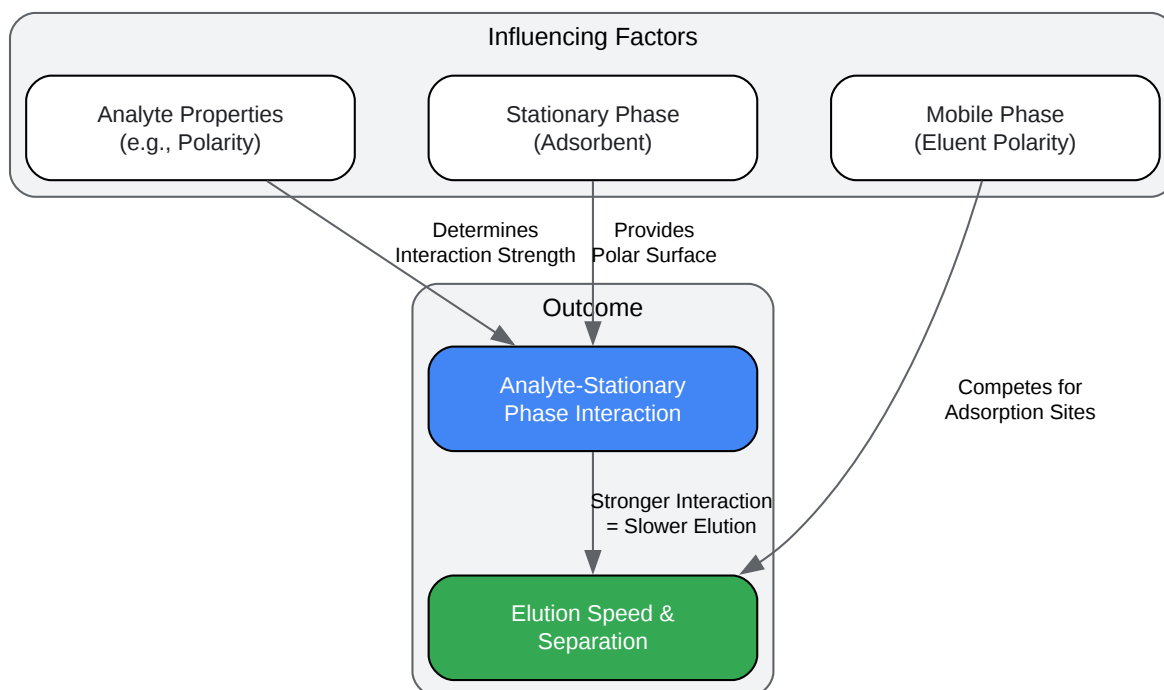 Influencing Factors
Analyte Properties
(e.g., Polarity)
Stationary Phase
(Adsorbent)
Mobile Phase
(Eluent Polarity)
Determines
Interaction Strength
Provides
Polar Surface
Outcome
Analyte-Stationary
Phase Interaction
Competes for
Adsorption Sites
Stronger Interaction
= Slower Elution
Elution Speed &
Separation